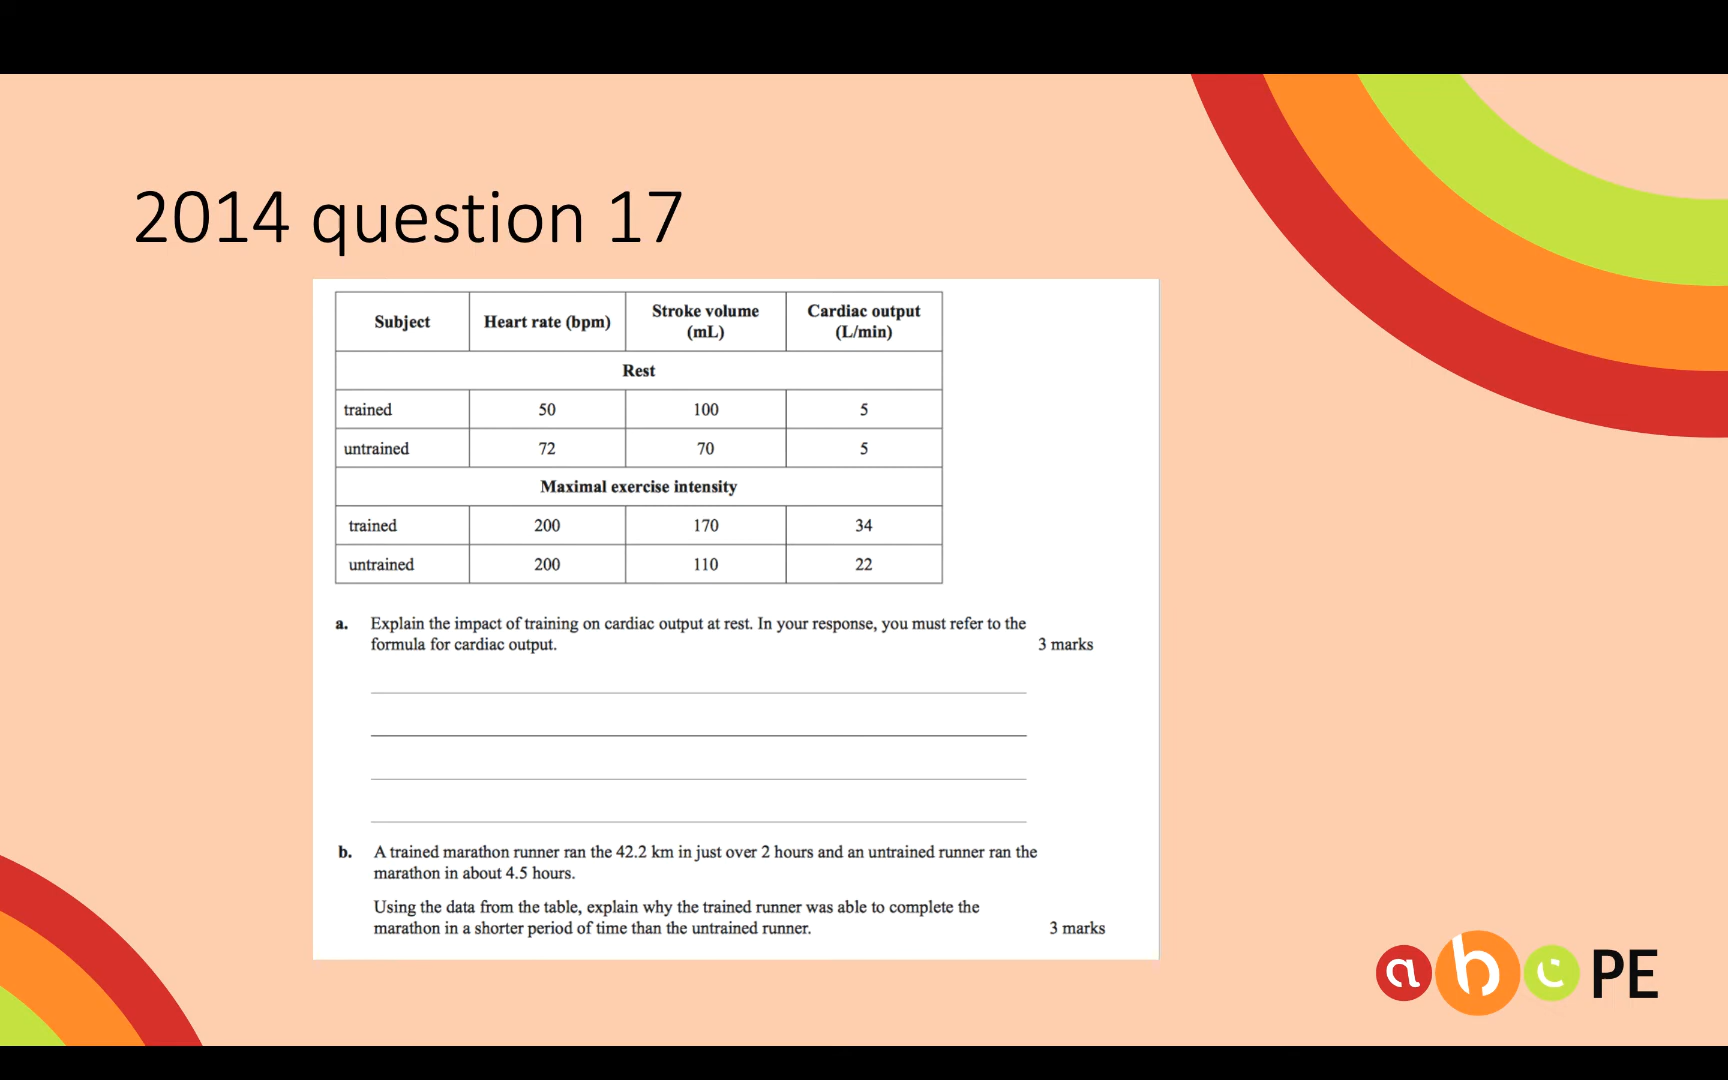 2014 question 17
Subject Heart rate (bpm) Stroke volume (mL) Cardiac output (L/min)
Rest
trained 50 100 5
untrained 72 70 5
Maximal exercise intensity
trained 200 170 34
untrained 200 110 22
a. Explain the impact of training on cardiac output at rest. In your response, you must refer to the
formula for cardiac output. 3 marks
b. A trained marathon runner ran the 42.2 km in just over 2 hours and an untrained runner ran the
marathon in about 4.5 hours.
Using the data from the table, explain why the trained runner was able to complete the
marathon in a shorter period of time than the untrained runner. 3 marks
abc PE